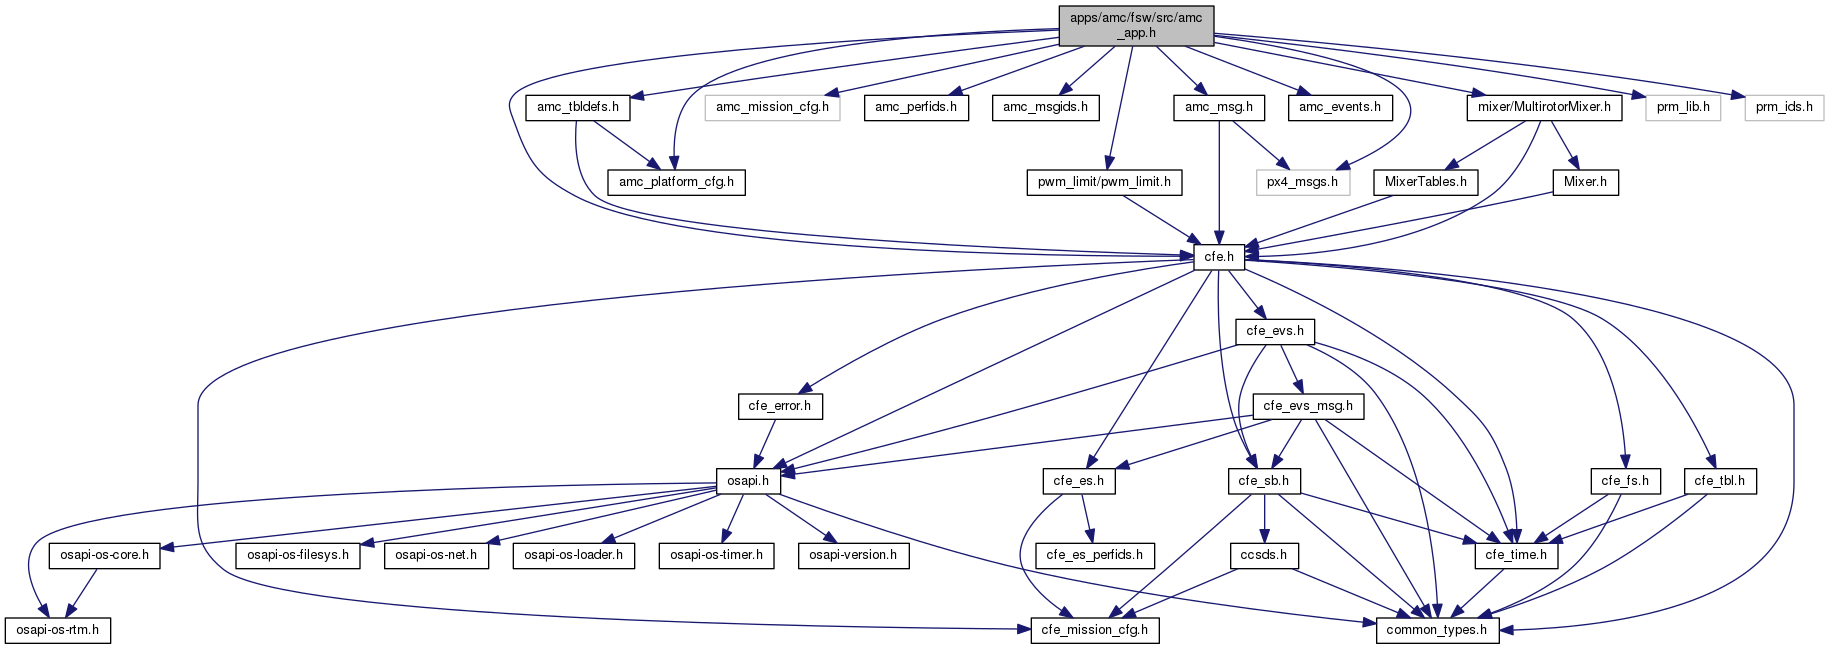 apps/amc/fsw/src/amc
_app.h
amc_tbldefs.h
amc_mission_cfg.h
amc_perfids.h
amc_msgids.h
amc_msg.h
amc_events.h
mixer/MultirotorMixer.h
prm_lib.h
prm_ids.h
amc_platform_cfg.h
pwm_limit/pwm_limit.h
px4_msgs.h
MixerTables.h
Mixer.h
cfe.h
cfe_evs.h
cfe_error.h
cfe_evs_msg.h
osapi.h
cfe_es.h
cfe_sb.h
cfe_fs.h
cfe_tbl.h
osapi-os-core.h
osapi-os-filesys.h
osapi-os-net.h
osapi-os-loader.h
osapi-os-timer.h
osapi-version.h
cfe_es_perfids.h
ccsds.h
cfe_time.h
osapi-os-rtm.h
cfe_mission_cfg.h
common_types.h